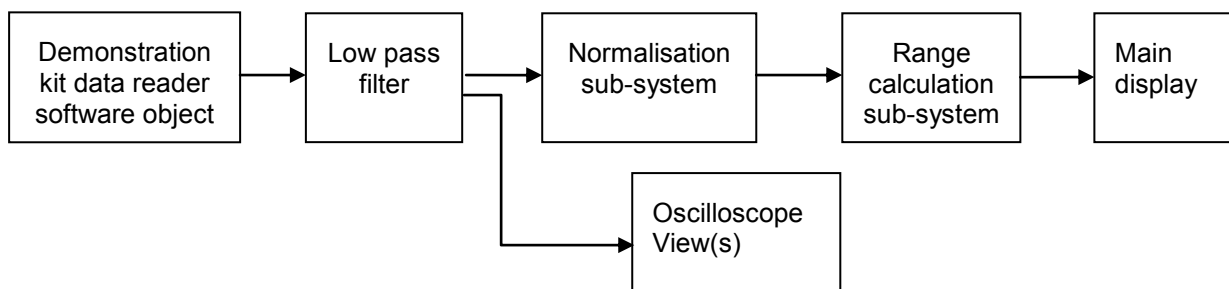 Demonstration
kit data reader
software object
Low pass
filter
Normalisation
sub-system
Range
calculation
sub-system
Main
display
Oscilloscope
View(s)